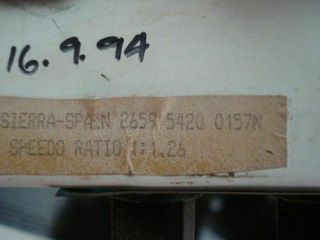 16.9.94
SIERRA-SPAIN 2659 5420 0157N
SPEEDO RATIO 1:1.26